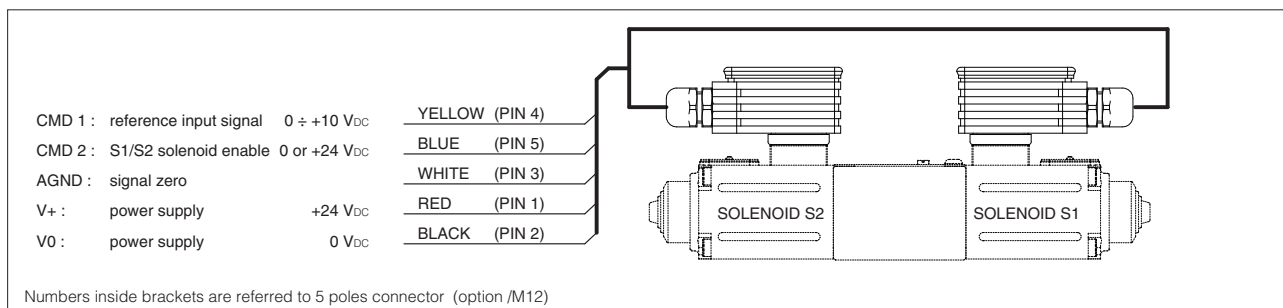 CMD 1 : reference input signal 0 ÷ +10 VDC YELLOW (PIN 4)
CMD 2 : S1/S2 solenoid enable 0 or +24 VDC BLUE (PIN 5)
AGND : signal zero WHITE (PIN 3)
V+ : power supply +24 VDC RED (PIN 1)
V0 : power supply 0 VDC BLACK (PIN 2)
SOLENOID S2 SOLENOID S1
Numbers inside brackets are referred to 5 poles connector (option /M12)